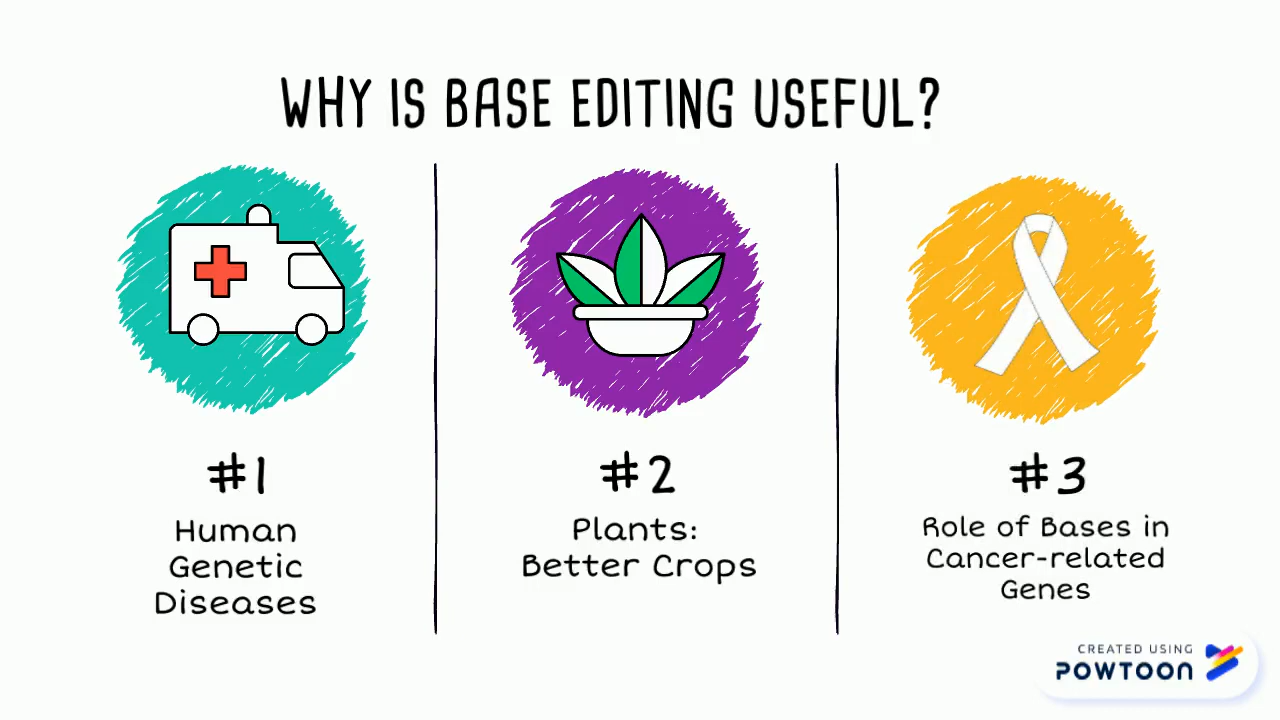 WHY IS BASE EDITING USEFUL?
#1
Human
Genetic
Diseases
#2
Plants:
Better Crops
#3
Role of Bases in
Cancer-related
Genes
CREATED USING
POWTOON